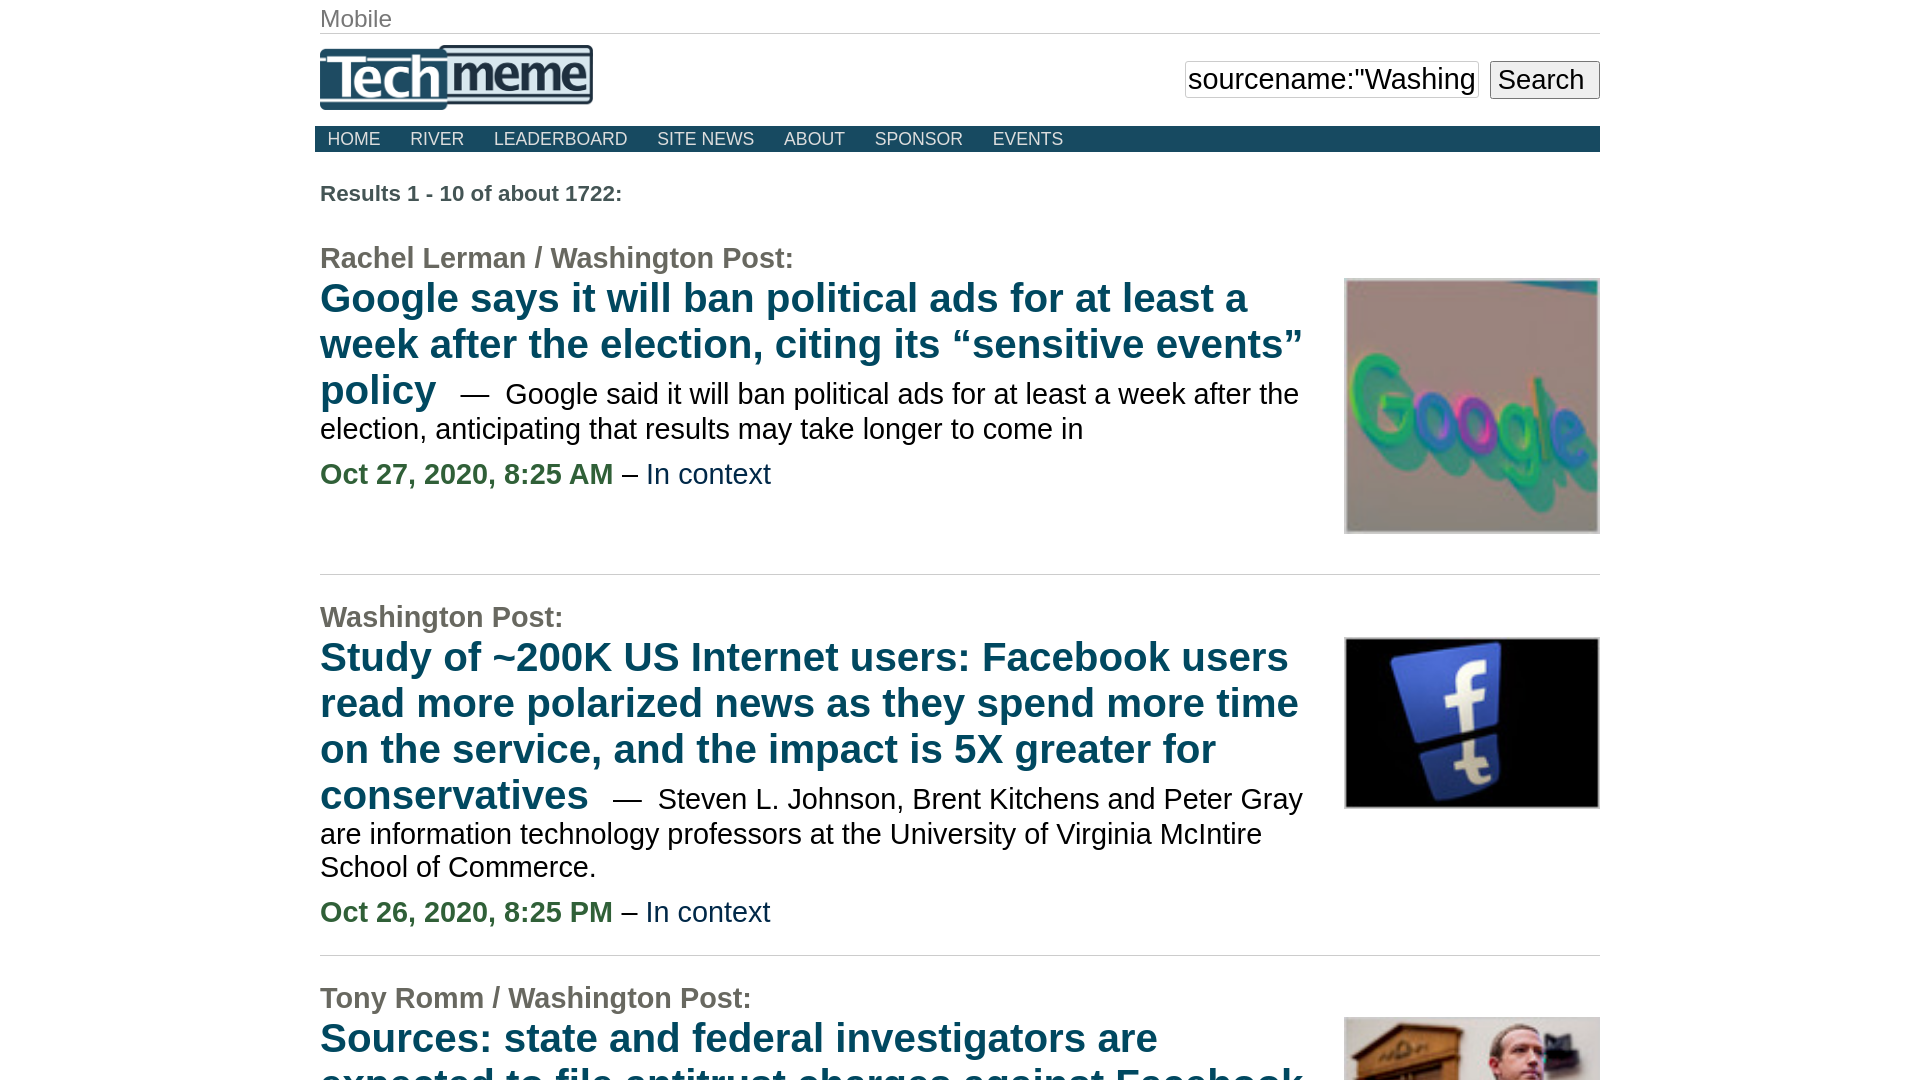 Mobile
Techmeme
sourcename:"Washing
Search
HOME RIVER LEADERBOARD SITE NEWS ABOUT SPONSOR EVENTS
Results 1 - 10 of about 1722:
Rachel Lerman / Washington Post:
Google says it will ban political ads for at least a
week after the election, citing its “sensitive events”
policy — Google said it will ban political ads for at least a week after the
election, anticipating that results may take longer to come in
Google
Oct 27, 2020, 8:25 AM – In context
Washington Post:
Study of ~200K US Internet users: Facebook users
read more polarized news as they spend more time
on the service, and the impact is 5X greater for
conservatives — Steven L. Johnson, Brent Kitchens and Peter Gray
are information technology professors at the University of Virginia McIntire
School of Commerce.
f
Oct 26, 2020, 8:25 PM – In context
Tony Romm / Washington Post:
Sources: state and federal investigators are
expected to file antitrust charges against Facebook